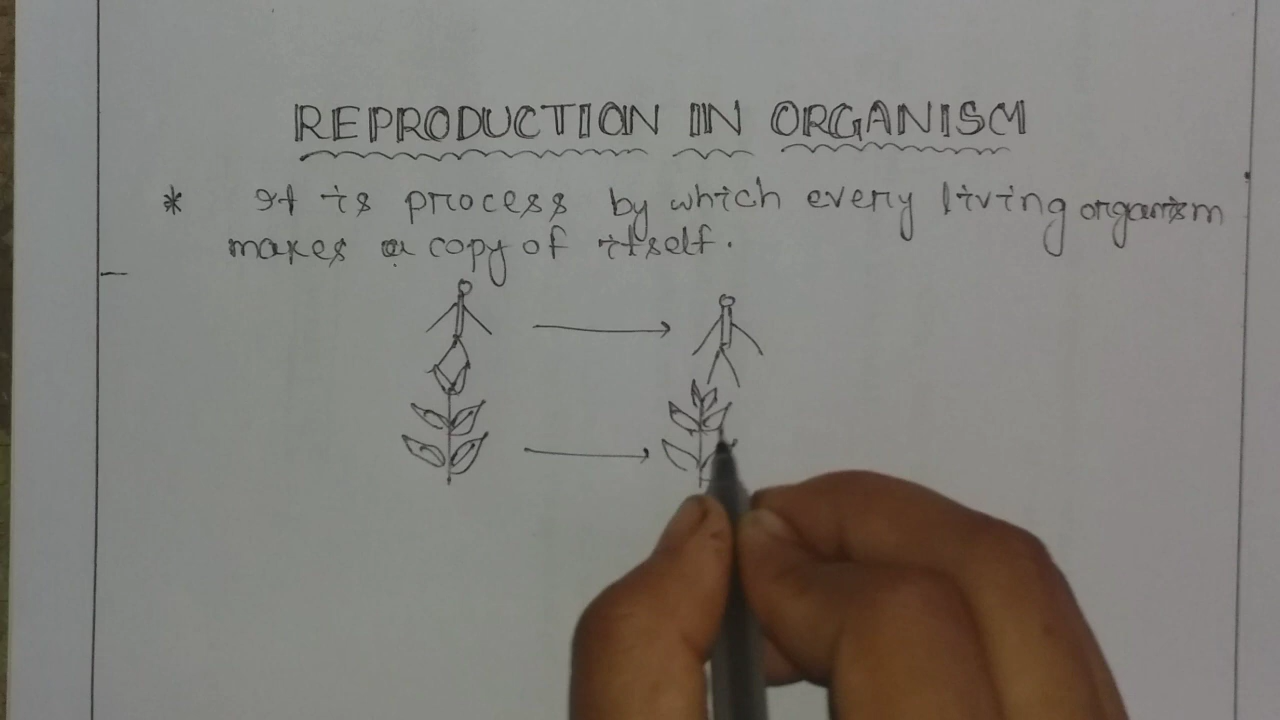 REPRODUCTION IN ORGANISM
* It is process by which every living organism
makes a copy of itself.